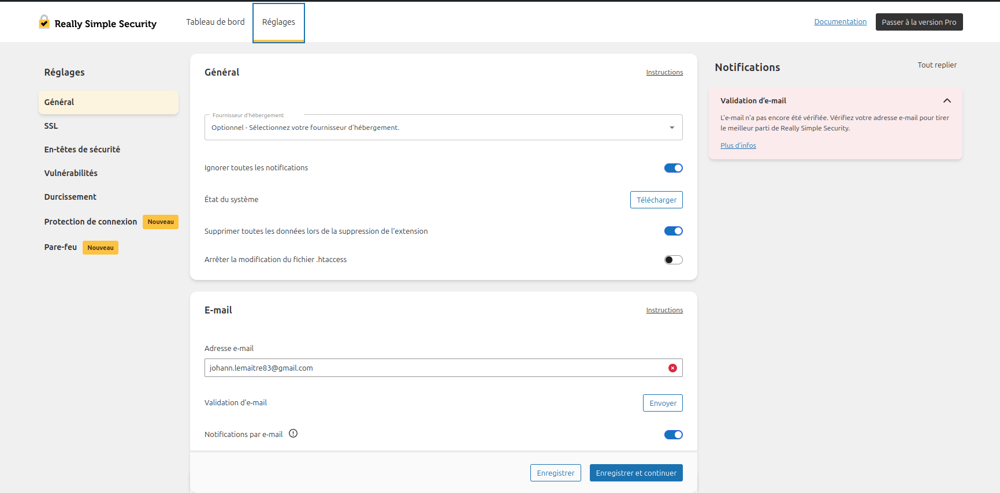 Really Simple Security
Tableau de bord
Réglages
Documentation
Passer à la version Pro
Réglages
Général
SSL
En-têtes de sécurité
Vulnérabilités
Durcissement
Protection de connexion Nouveau
Pare-feu Nouveau
Général
Instructions
Fournisseur d'hébergement
Optionnel - Sélectionnez votre fournisseur d’hébergement.
Ignorer toutes les notifications
État du système
Télécharger
Supprimer toutes les données lors de la suppression de l’extension
Arrêter la modification du fichier .htaccess
E-mail
Instructions
Adresse e-mail
johann.lemaitre83@gmail.com
Validation d’e-mail
Envoyer
Notifications par e-mail
Enregistrer
Enregistrer et continuer
Notifications
Tout replier
Validation d’e-mail
L’e-mail n’a pas encore été vérifiée. Vérifiez votre adresse e-mail pour tirer
le meilleur parti de Really Simple Security.
Plus d’infos